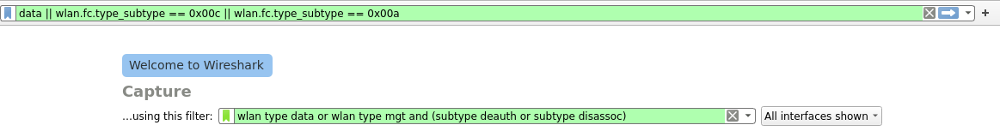 data || wlan.fc.type_subtype == 0x00c || wlan.fc.type_subtype == 0x00a
Welcome to Wireshark
Capture
...using this filter: wlan type data or wlan type mgt and (subtype deauth or subtype disassoc) All interfaces shown